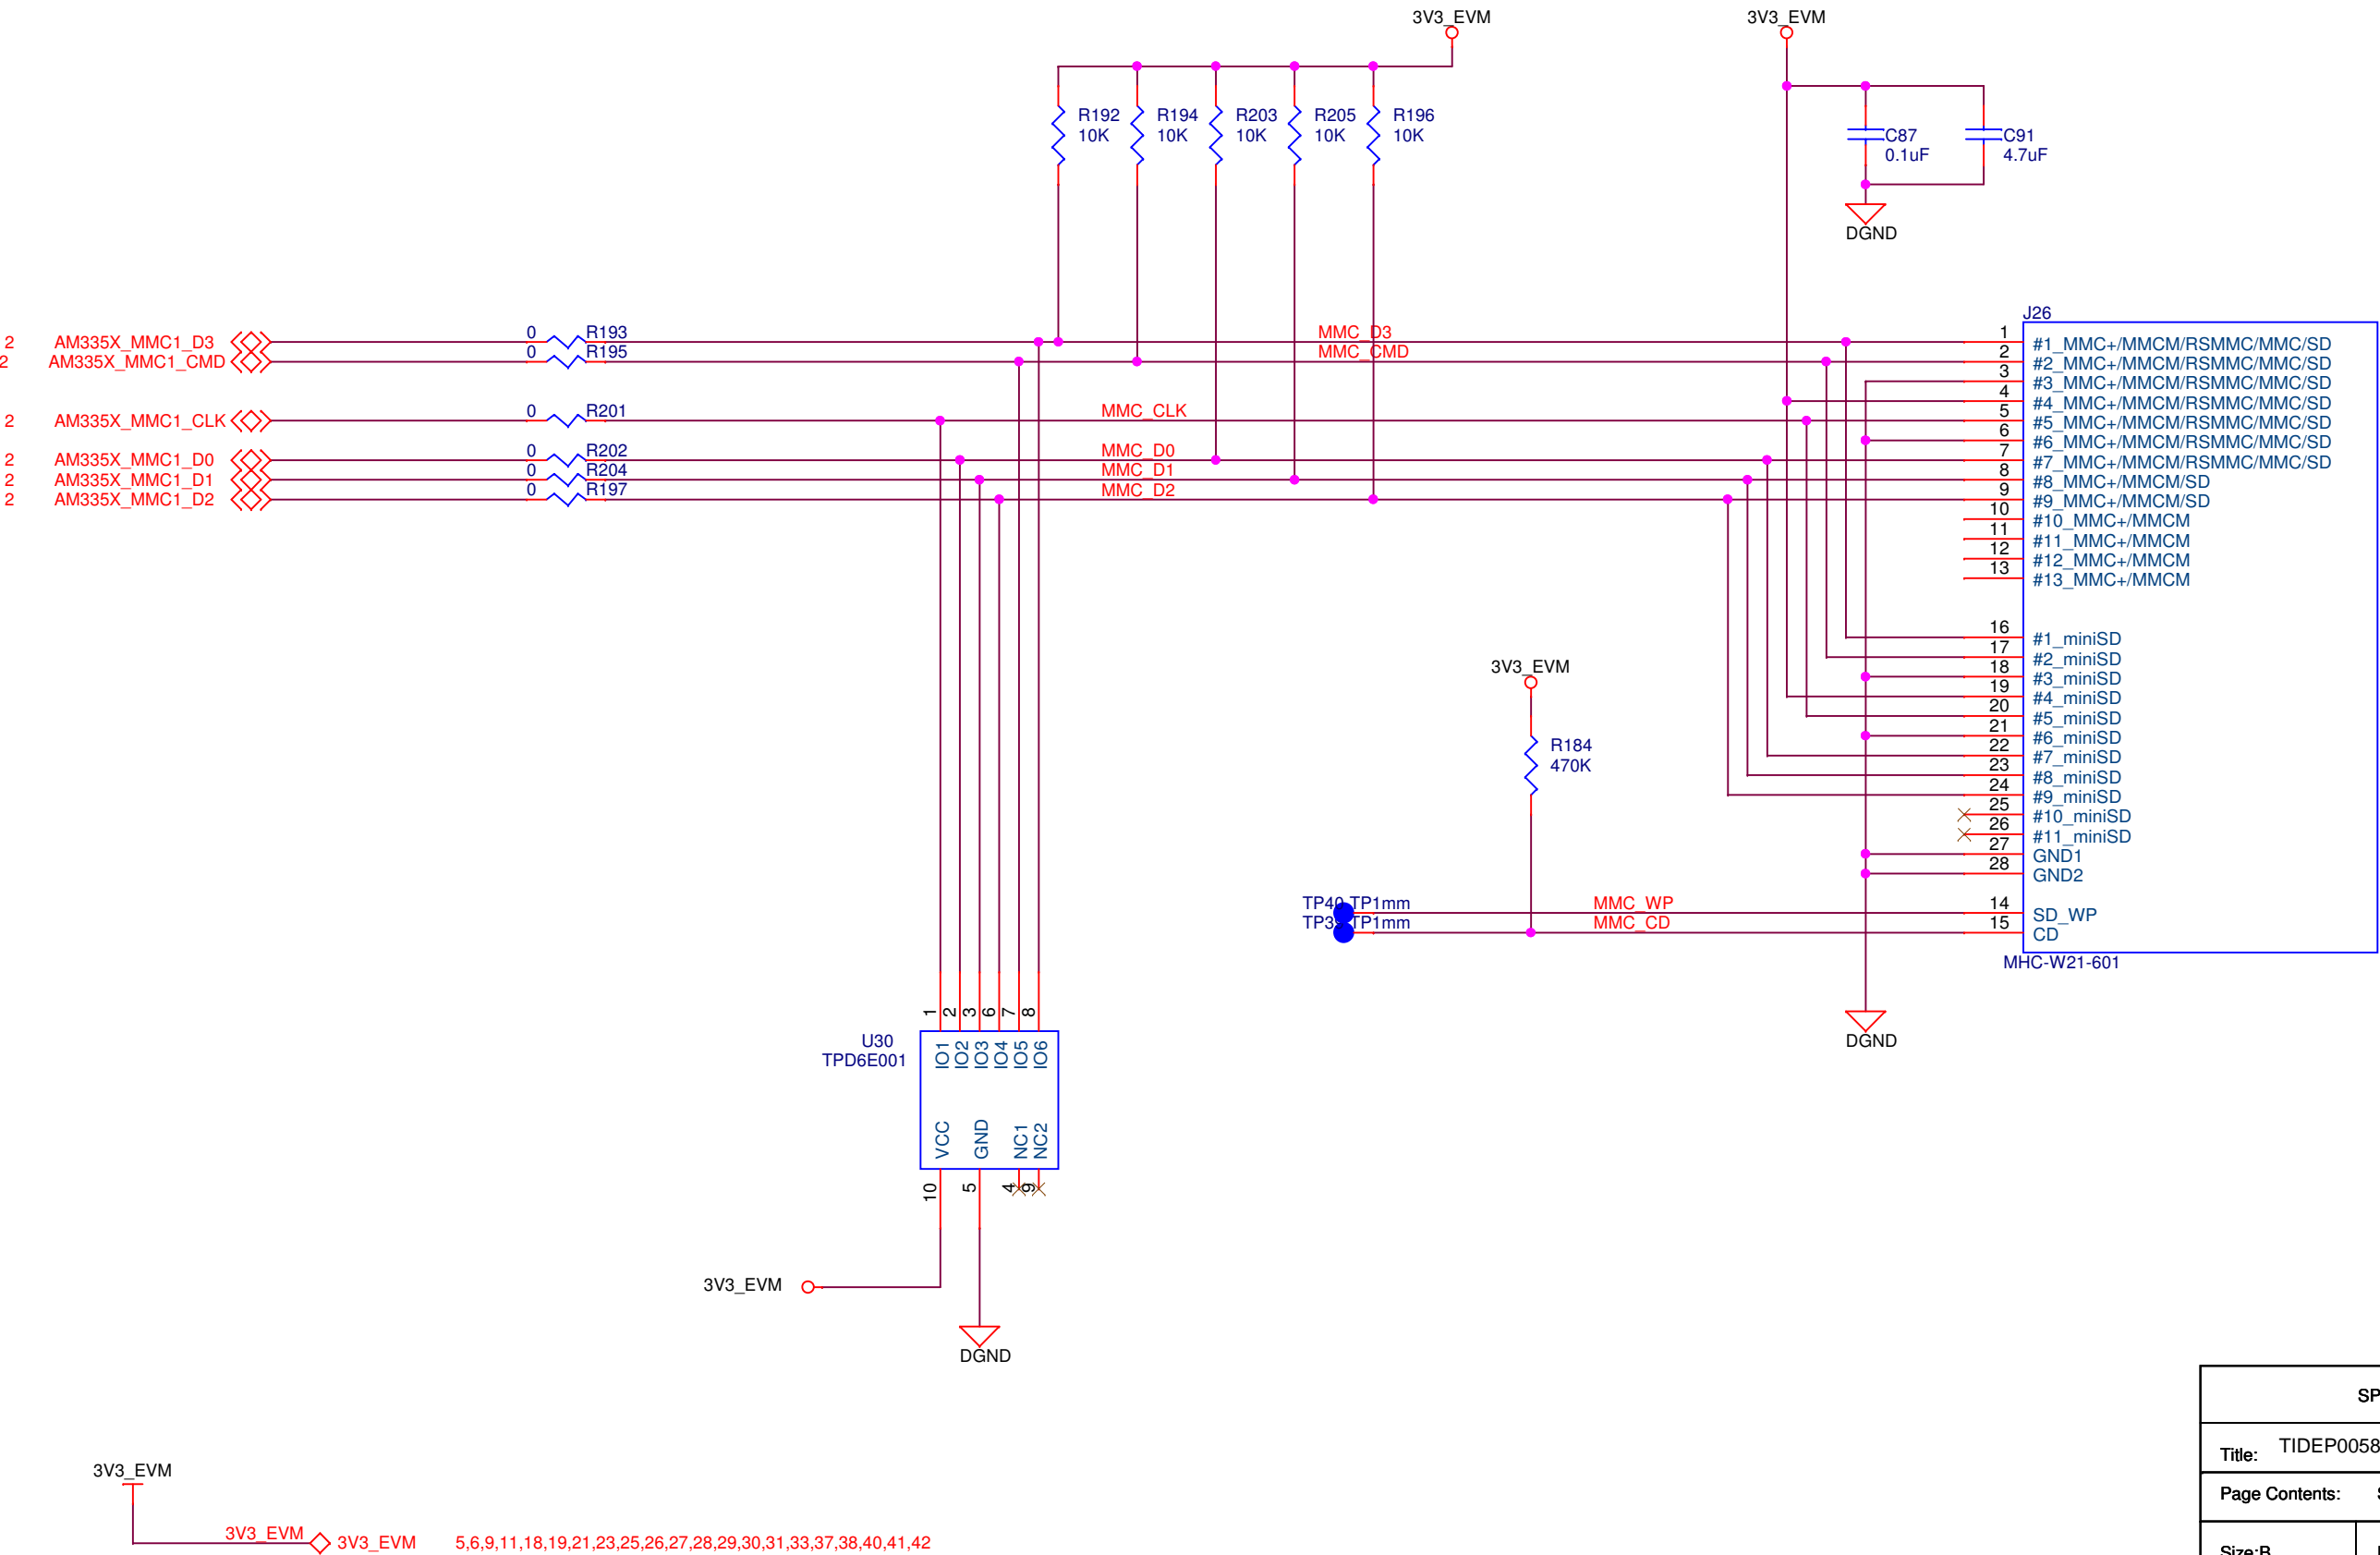 3V3_EVM
3V3_EVM
R192
10K
R194
10K
R203
10K
R205
10K
R196
10K
C87
0.1uF
C91
4.7uF
DGND
2 AM335X_MMC1_D3 0 R193 MMC_D3
2 AM335X_MMC1_CMD 0 R195 MMC_CMD
2 AM335X_MMC1_CLK 0 R201 MMC_CLK
2 AM335X_MMC1_D0 0 R202 MMC_D0
2 AM335X_MMC1_D1 0 R204 MMC_D1
2 AM335X_MMC1_D2 0 R197 MMC_D2
J26
1 #1_MMC+/MMCM/RSMMC/MMC/SD
2 #2_MMC+/MMCM/RSMMC/MMC/SD
3 #3_MMC+/MMCM/RSMMC/MMC/SD
4 #4_MMC+/MMCM/RSMMC/MMC/SD
5 #5_MMC+/MMCM/RSMMC/MMC/SD
6 #6_MMC+/MMCM/RSMMC/MMC/SD
7 #7_MMC+/MMCM/RSMMC/MMC/SD
8 #8_MMC+/MMCM/SD
9 #9_MMC+/MMCM/SD
10 #10_MMC+/MMCM
11 #11_MMC+/MMCM
12 #12_MMC+/MMCM
13 #13_MMC+/MMCM
16 #1_miniSD
17 #2_miniSD
18 #3_miniSD
19 #4_miniSD
20 #5_miniSD
21 #6_miniSD
22 #7_miniSD
23 #8_miniSD
24 #9_miniSD
25 #10_miniSD
26 #11_miniSD
27 GND1
28 GND2
14 SD_WP
15 CD
MHC-W21-601
3V3_EVM
R184
470K
TP40 TP1mm MMC_WP
TP1mm MMC_CD
DGND
1 2 3 6 7 8
U30
TPD6E001
IO1 IO2 IO3 IO4 IO5 IO6
VCC GND NC1 NC2
10 5 4 9
3V3_EVM
DGND
3V3_EVM
3V3_EVM 3V3_EVM 5,6,9,11,18,19,21,23,25,26,27,28,29,30,31,33,37,38,40,41,42
SP
Title: TIDEP0058
Page Contents:
Size:B